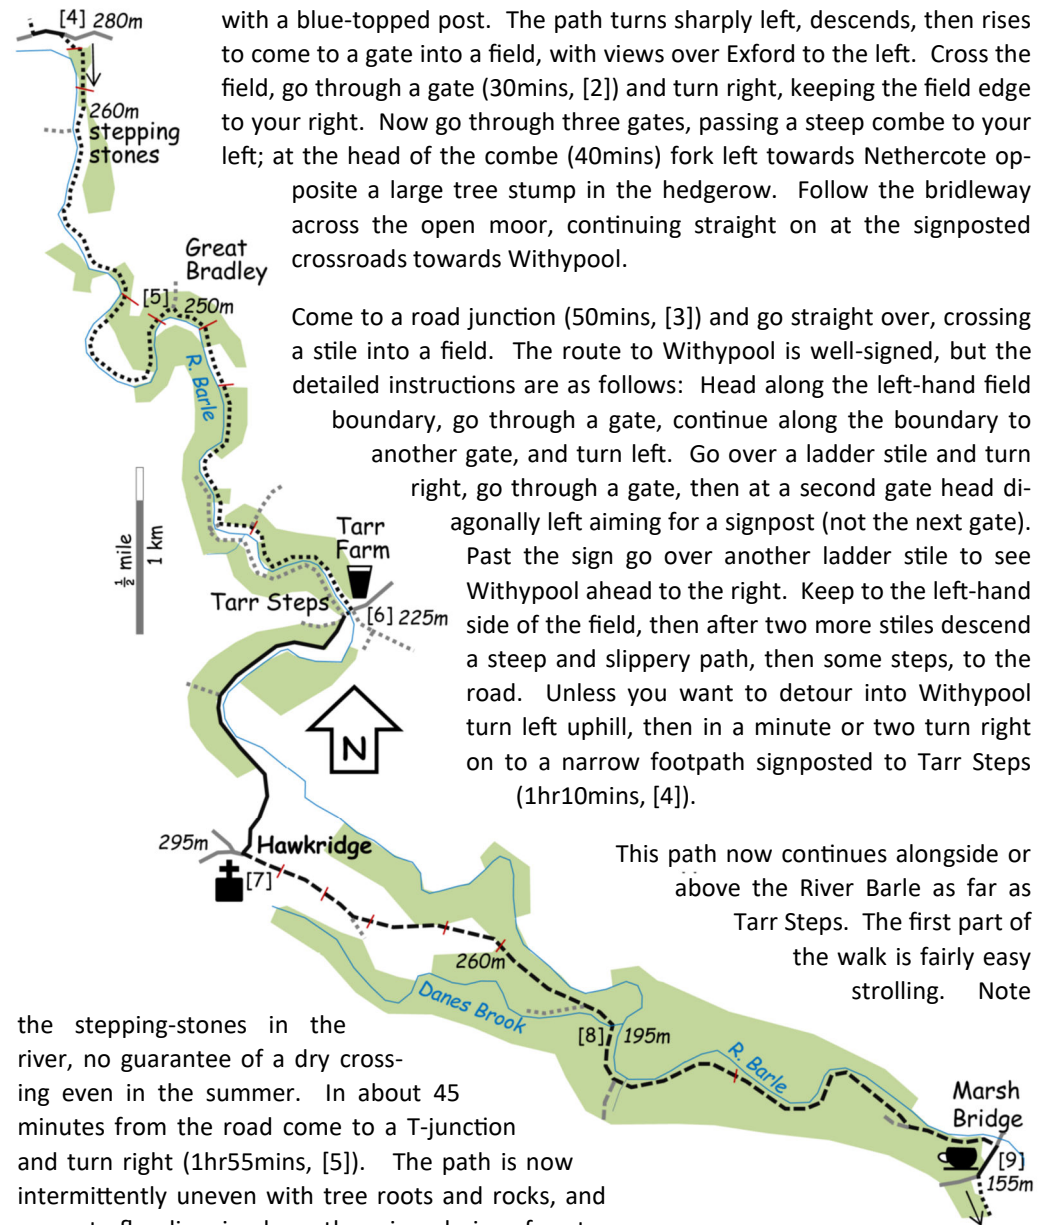 with a blue-topped post. The path turns sharply left, descends, then rises
to come to a gate into a field, with views over Exford to the left. Cross the
field, go through a gate (30mins, [2]) and turn right, keeping the field edge
to your right. Now go through three gates, passing a steep combe to your
left; at the head of the combe (40mins) fork left towards Nethercote op-
posite a large tree stump in the hedgerow. Follow the bridleway
across the open moor, continuing straight on at the signposted
crossroads towards Withypool.
Come to a road junction (50mins, [3]) and go straight over, crossing
a stile into a field. The route to Withypool is well-signed, but the
detailed instructions are as follows: Head along the left-hand field
boundary, go through a gate, continue along the boundary to
another gate, and turn left. Go over a ladder stile and turn
right, go through a gate, then at a second gate head di-
agonally left aiming for a signpost (not the next gate).
Past the sign go over another ladder stile to see
Withypool ahead to the right. Keep to the left-hand
side of the field, then after two more stiles descend
a steep and slippery path, then some steps, to the
road. Unless you want to detour into Withypool
turn left uphill, then in a minute or two turn right
on to a narrow footpath signposted to Tarr Steps
(1hr10mins, [4]).
This path now continues alongside or
above the River Barle as far as
Tarr Steps. The first part of
the walk is fairly easy
strolling. Note
the stepping-stones in the
river, no guarantee of a dry cross-
ing even in the summer. In about 45
minutes from the road come to a T-junction
and turn right (1hr55mins, [5]). The path is now
intermittently uneven with tree roots and rocks, and
[4] 280m
260m
stepping
stones
Great
Bradley
[5] 250m
R. Barle
½ mile
1 km
Tarr
Farm
Tarr Steps
[6] 225m
N
295m
Hawkridge
[7]
260m
Danes Brook
[8] 195m
R. Barle
Marsh
Bridge
[9]
155m